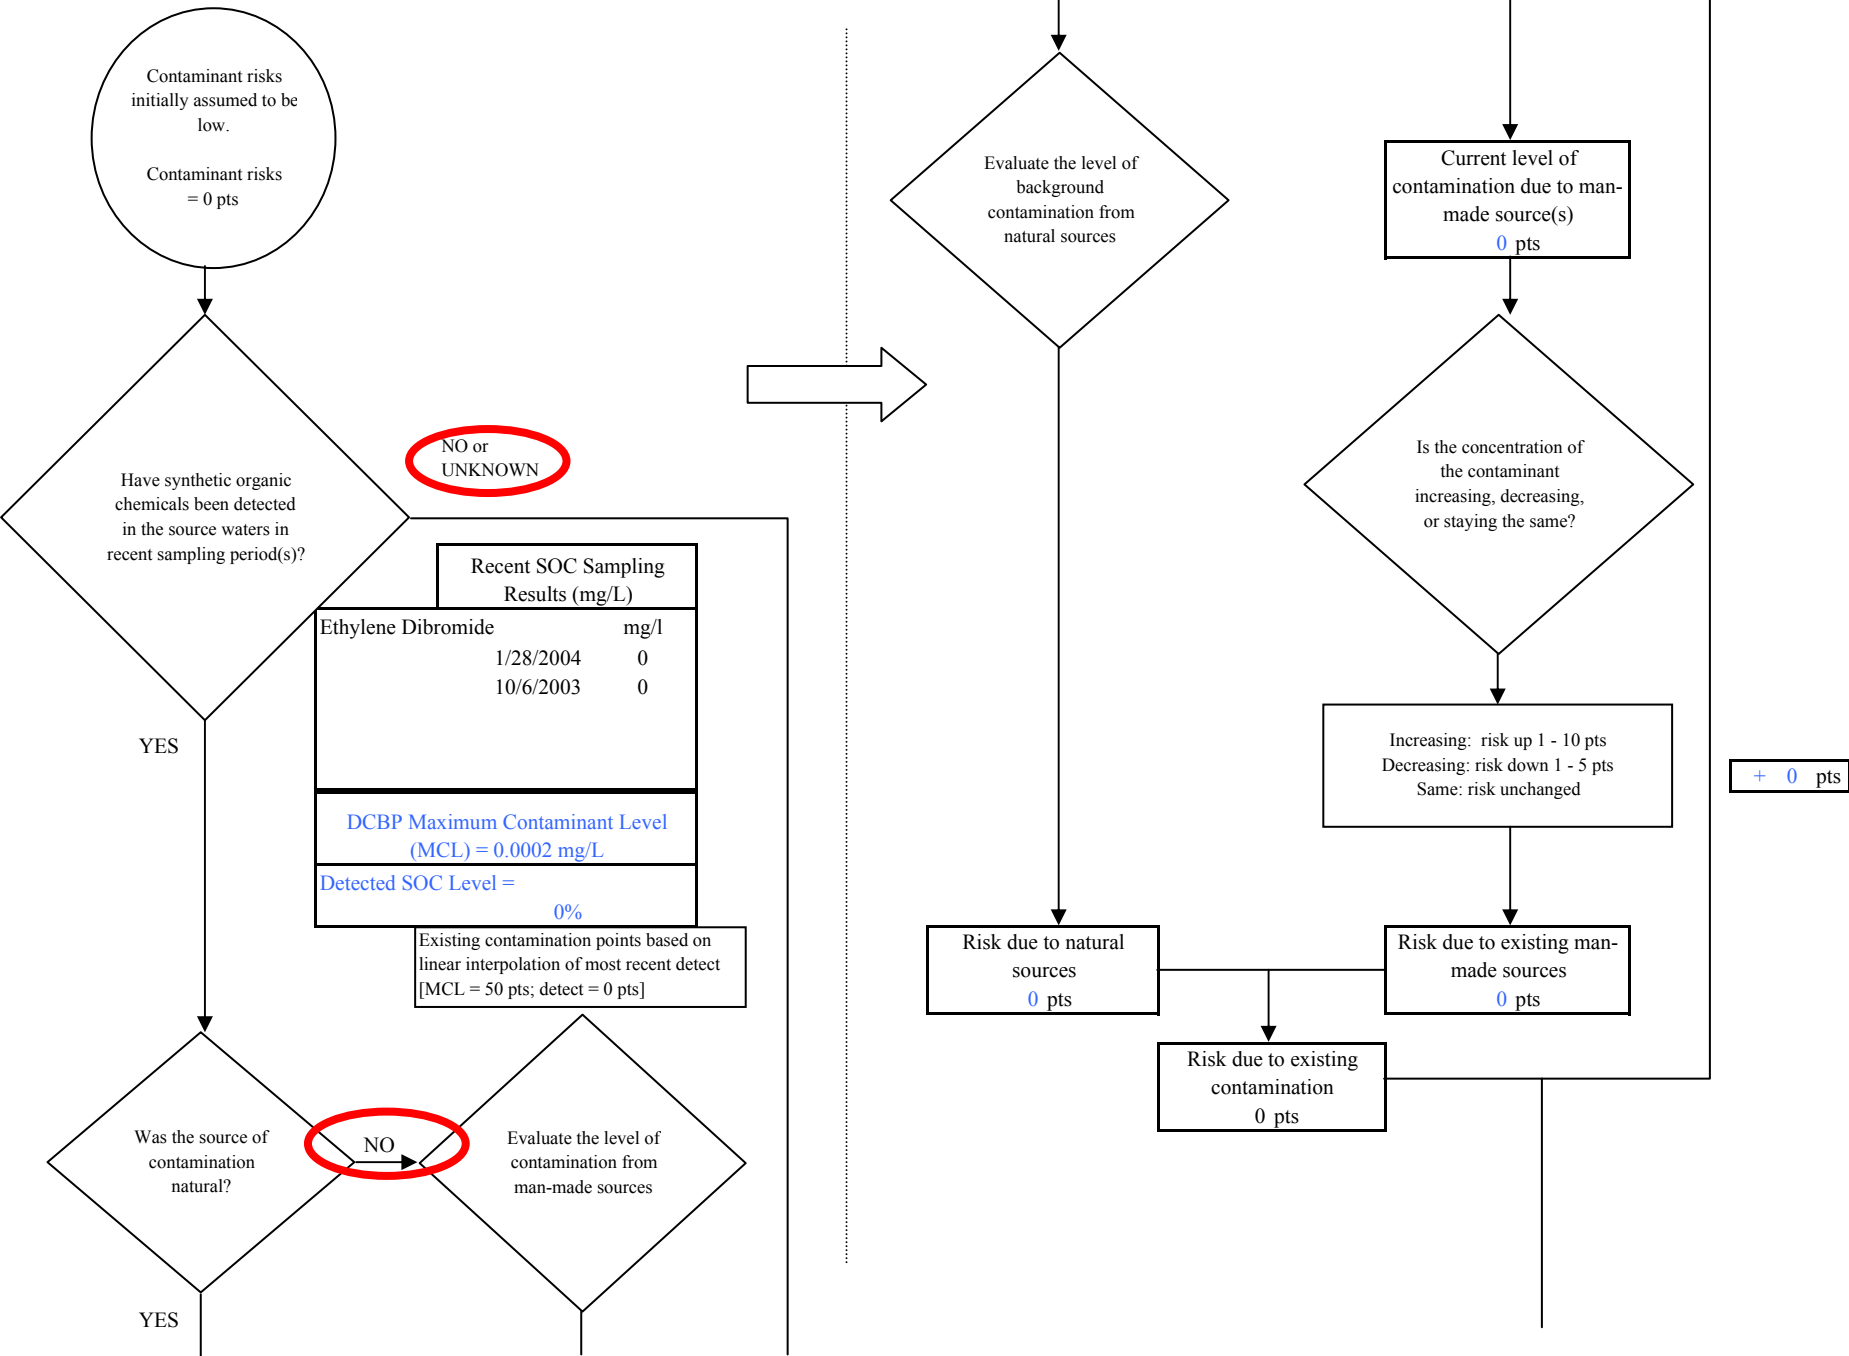 Contaminant risks
initially assumed to be
low.
Contaminant risks
= 0 pts
Have synthetic organic
chemicals been detected
in the source waters in
recent sampling period(s)?
NO or
UNKNOWN
YES
Recent SOC Sampling
Results (mg/L)
Ethylene Dibromide mg/l
1/28/2004 0
10/6/2003 0
DCBP Maximum Contaminant Level
(MCL) = 0.0002 mg/L
Detected SOC Level =
0%
Existing contamination points based on
linear interpolation of most recent detect
[MCL = 50 pts; detect = 0 pts]
Was the source of
contamination
natural?
NO
Evaluate the level of
contamination from
man-made sources
YES
Evaluate the level of
background
contamination from
natural sources
Current level of
contamination due to man-
made source(s)
0 pts
Is the concentration of
the contaminant
increasing, decreasing,
or staying the same?
Increasing: risk up 1 - 10 pts
Decreasing: risk down 1 - 5 pts
Same: risk unchanged
+ 0 pts
Risk due to natural
sources
0 pts
Risk due to existing man-
made sources
0 pts
Risk due to existing
contamination
0 pts